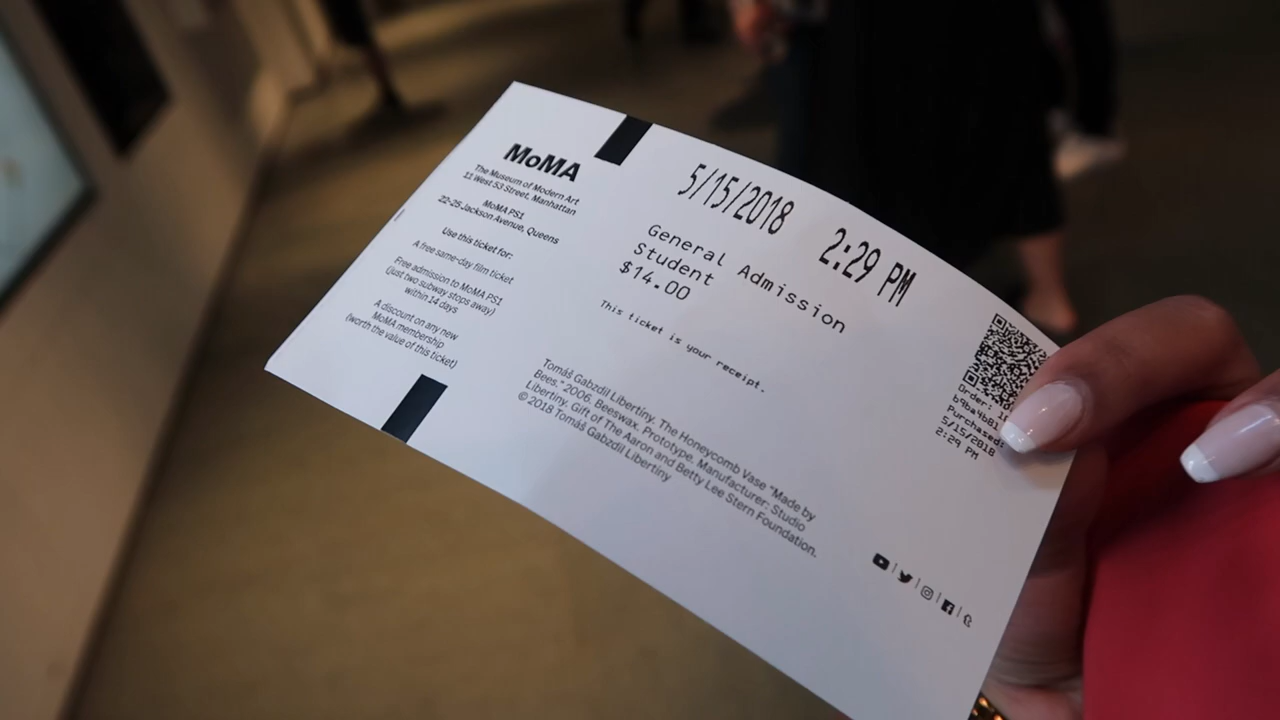 MoMA
The Museum of Modern Art
11 West 53 Street, Manhattan
MoMA PS1
22-25 Jackson Avenue, Queens
Use this ticket for:
A free same-day film ticket
Free admission to MoMA PS1
(just two subway stops away)
within 14 days
A discount on any new
MoMA membership
(worth the value of this ticket)
5/15/2018 2:29 PM
General Admission
Student
$14.00
This ticket is your receipt.
Tomáš Gabzdil Libertiny. The Honeycomb Vase "Made by
Bees." 2006. Beeswax. Prototype. Manufacturer: Studio
Libertiny. Gift of The Aaron and Betty Lee Stern Foundation.
© 2018 Tomáš Gabzdil Libertiny
Order:
Purchased:
5/15/2018
2:29 PM